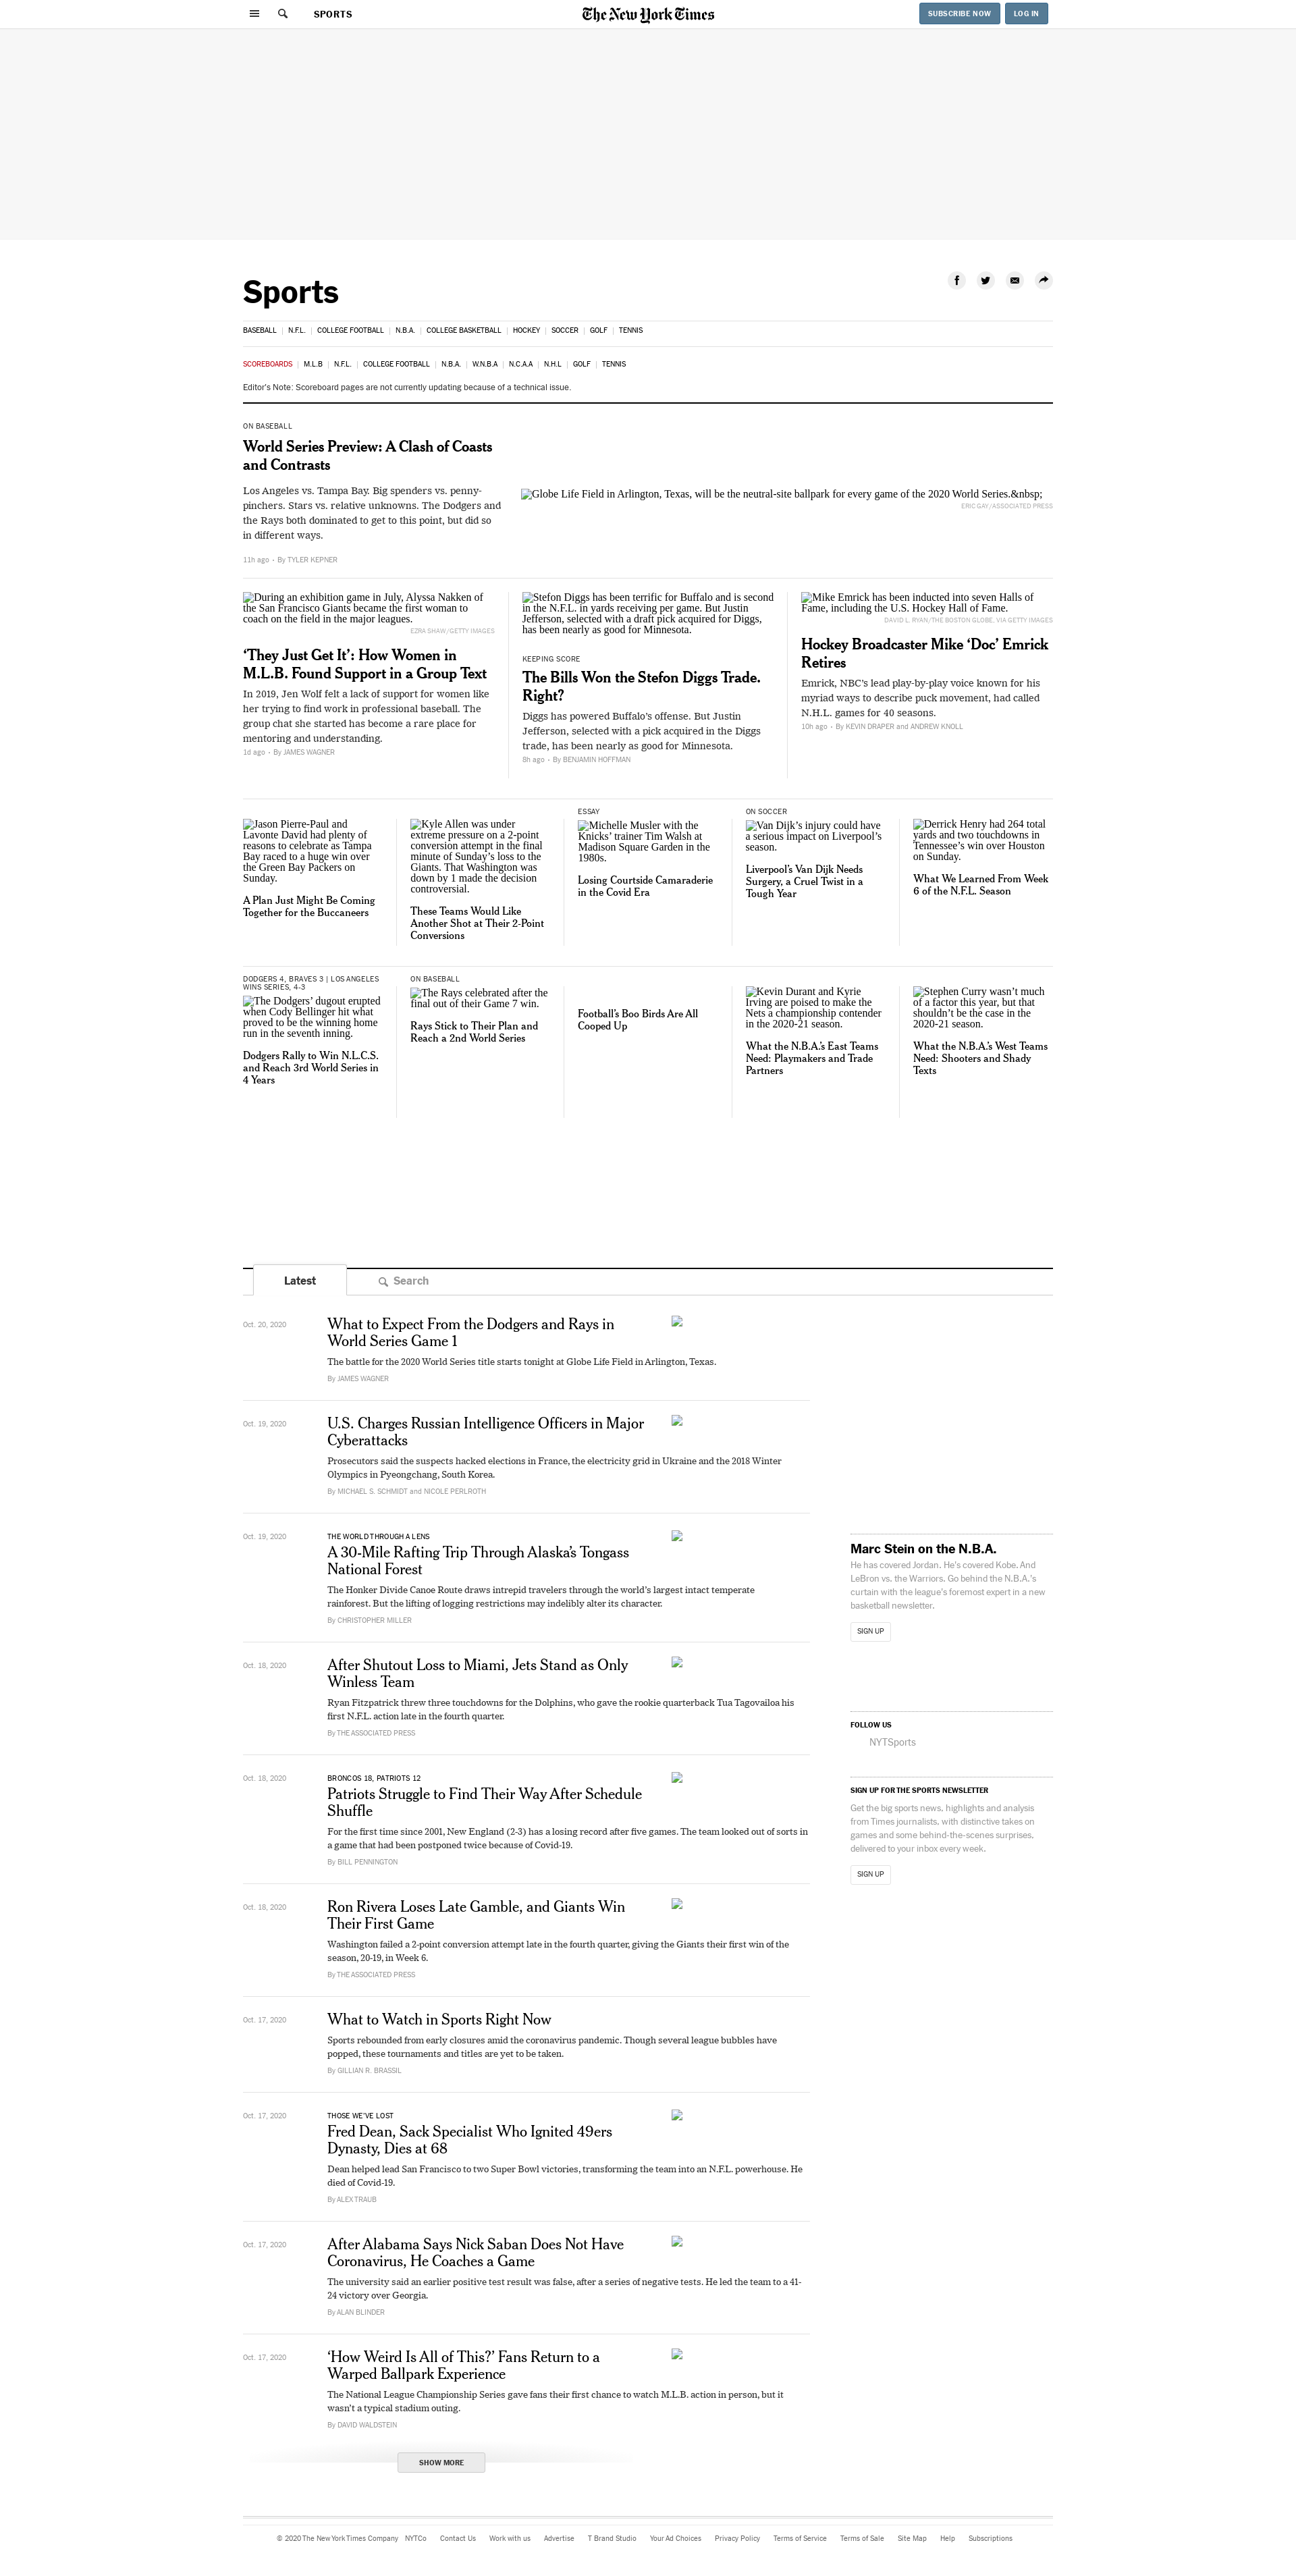 SPORTS
The New York Times
SUBSCRIBE NOW
LOG IN
Sports
BASEBALL | N.F.L. | COLLEGE FOOTBALL | N.B.A. | COLLEGE BASKETBALL | HOCKEY | SOCCER | GOLF | TENNIS
SCOREBOARDS | M.L.B | N.F.L. | COLLEGE FOOTBALL | N.B.A. | W.N.B.A | N.C.A.A | N.H.L | GOLF | TENNIS
Editor's Note: Scoreboard pages are not currently updating because of a technical issue.
ON BASEBALL
World Series Preview: A Clash of Coasts
and Contrasts
Los Angeles vs. Tampa Bay. Big spenders vs. penny-
pinchers. Stars vs. relative unknowns. The Dodgers and
the Rays both dominated to get to this point, but did so
in different ways.
11h ago • By TYLER KEPNER
Globe Life Field in Arlington, Texas, will be the neutral-site ballpark for every game of the 2020 World Series.&nbsp;
ERIC GAY/ASSOCIATED PRESS
During an exhibition game in July, Alyssa Nakken of
the San Francisco Giants became the first woman to
coach on the field in the major leagues.
EZRA SHAW/GETTY IMAGES
‘They Just Get It’: How Women in
M.L.B. Found Support in a Group Text
In 2019, Jen Wolf felt a lack of support for women like
her trying to find work in professional baseball. The
group chat she started has become a rare place for
mentoring and understanding.
1d ago • By JAMES WAGNER
Stefon Diggs has been terrific for Buffalo and is second
in the N.F.L. in yards receiving per game. But Justin
Jefferson, selected with a draft pick acquired for Diggs,
has been nearly as good for Minnesota.
KEEPING SCORE
The Bills Won the Stefon Diggs Trade.
Right?
Diggs has powered Buffalo’s offense. But Justin
Jefferson, selected with a pick acquired in the Diggs
trade, has been nearly as good for Minnesota.
8h ago • By BENJAMIN HOFFMAN
Mike Emrick has been inducted into seven Halls of
Fame, including the U.S. Hockey Hall of Fame.
DAVID L. RYAN/THE BOSTON GLOBE, VIA GETTY IMAGES
Hockey Broadcaster Mike ‘Doc’ Emrick
Retires
Emrick, NBC’s lead play-by-play voice known for his
myriad ways to describe puck movement, had called
N.H.L. games for 40 seasons.
10h ago • By KEVIN DRAPER and ANDREW KNOLL
Jason Pierre-Paul and
Lavonte David had plenty of
reasons to celebrate as Tampa
Bay raced to a huge win over
the Green Bay Packers on
Sunday.
A Plan Just Might Be Coming
Together for the Buccaneers
Kyle Allen was under
extreme pressure on a 2-point
conversion attempt in the final
minute of Sunday’s loss to the
Giants. That Washington was
down by 1 made the decision
controversial.
These Teams Would Like
Another Shot at Their 2-Point
Conversions
ESSAY
Michelle Musler with the
Knicks’ trainer Tim Walsh at
Madison Square Garden in the
1980s.
Losing Courtside Camaraderie
in the Covid Era
ON SOCCER
Van Dijk’s injury could have
a serious impact on Liverpool’s
season.
Liverpool’s Van Dijk Needs
Surgery, a Cruel Twist in a
Tough Year
Derrick Henry had 264 total
yards and two touchdowns in
Tennessee’s win over Houston
on Sunday.
What We Learned From Week
6 of the N.F.L. Season
DODGERS 4, BRAVES 3 | LOS ANGELES
WINS SERIES, 4-3
The Dodgers’ dugout erupted
when Cody Bellinger hit what
proved to be the winning home
run in the seventh inning.
Dodgers Rally to Win N.L.C.S.
and Reach 3rd World Series in
4 Years
ON BASEBALL
The Rays celebrated after the
final out of their Game 7 win.
Rays Stick to Their Plan and
Reach a 2nd World Series
Football’s Boo Birds Are All
Cooped Up
Kevin Durant and Kyrie
Irving are poised to make the
Nets a championship contender
in the 2020-21 season.
What the N.B.A.’s East Teams
Need: Playmakers and Trade
Partners
Stephen Curry wasn’t much
of a factor this year, but that
shouldn’t be the case in the
2020-21 season.
What the N.B.A.’s West Teams
Need: Shooters and Shady
Texts
Latest
Search
Oct. 20, 2020
What to Expect From the Dodgers and Rays in
World Series Game 1
The battle for the 2020 World Series title starts tonight at Globe Life Field in Arlington, Texas.
By JAMES WAGNER
Oct. 19, 2020
U.S. Charges Russian Intelligence Officers in Major
Cyberattacks
Prosecutors said the suspects hacked elections in France, the electricity grid in Ukraine and the 2018 Winter
Olympics in Pyeongchang, South Korea.
By MICHAEL S. SCHMIDT and NICOLE PERLROTH
Oct. 19, 2020
THE WORLD THROUGH A LENS
A 30-Mile Rafting Trip Through Alaska’s Tongass
National Forest
The Honker Divide Canoe Route draws intrepid travelers through the world’s largest intact temperate
rainforest. But the lifting of logging restrictions may indelibly alter its character.
By CHRISTOPHER MILLER
Oct. 18, 2020
After Shutout Loss to Miami, Jets Stand as Only
Winless Team
Ryan Fitzpatrick threw three touchdowns for the Dolphins, who gave the rookie quarterback Tua Tagovailoa his
first N.F.L. action late in the fourth quarter.
By THE ASSOCIATED PRESS
Oct. 18, 2020
BRONCOS 18, PATRIOTS 12
Patriots Struggle to Find Their Way After Schedule
Shuffle
For the first time since 2001, New England (2-3) has a losing record after five games. The team looked out of sorts in
a game that had been postponed twice because of Covid-19.
By BILL PENNINGTON
Oct. 18, 2020
Ron Rivera Loses Late Gamble, and Giants Win
Their First Game
Washington failed a 2-point conversion attempt late in the fourth quarter, giving the Giants their first win of the
season, 20-19, in Week 6.
By THE ASSOCIATED PRESS
Oct. 17, 2020
What to Watch in Sports Right Now
Sports rebounded from early closures amid the coronavirus pandemic. Though several league bubbles have
popped, these tournaments and titles are yet to be taken.
By GILLIAN R. BRASSIL
Oct. 17, 2020
THOSE WE’VE LOST
Fred Dean, Sack Specialist Who Ignited 49ers
Dynasty, Dies at 68
Dean helped lead San Francisco to two Super Bowl victories, transforming the team into an N.F.L. powerhouse. He
died of Covid-19.
By ALEX TRAUB
Oct. 17, 2020
After Alabama Says Nick Saban Does Not Have
Coronavirus, He Coaches a Game
The university said an earlier positive test result was false, after a series of negative tests. He led the team to a 41-
24 victory over Georgia.
By ALAN BLINDER
Oct. 17, 2020
‘How Weird Is All of This?’ Fans Return to a
Warped Ballpark Experience
The National League Championship Series gave fans their first chance to watch M.L.B. action in person, but it
wasn’t a typical stadium outing.
By DAVID WALDSTEIN
SHOW MORE
Marc Stein on the N.B.A.
He has covered Jordan. He’s covered Kobe. And
LeBron vs. the Warriors. Go behind the N.B.A.’s
curtain with the league’s foremost expert in a new
basketball newsletter.
SIGN UP
FOLLOW US
NYTSports
SIGN UP FOR THE SPORTS NEWSLETTER
Get the big sports news, highlights and analysis
from Times journalists, with distinctive takes on
games and some behind-the-scenes surprises,
delivered to your inbox every week.
SIGN UP
© 2020 The New York Times Company NYTCo Contact Us Work with us Advertise T Brand Studio Your Ad Choices Privacy Policy Terms of Service Terms of Sale Site Map Help Subscriptions